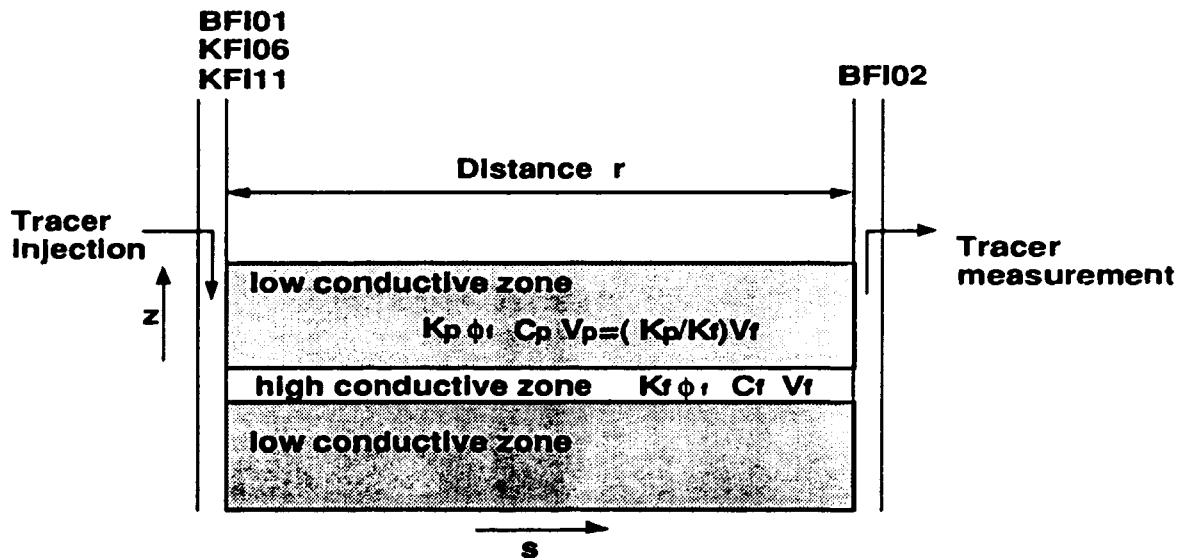 BFI01
KFI06
KFI11
BFI02
Distance r
Tracer
injection
Tracer
measurement
z
low conductive zone
Kp ϕf Cp Vp=( Kp/Kf)Vf
high conductive zone Kf ϕf Cf Vf
low conductive zone
s